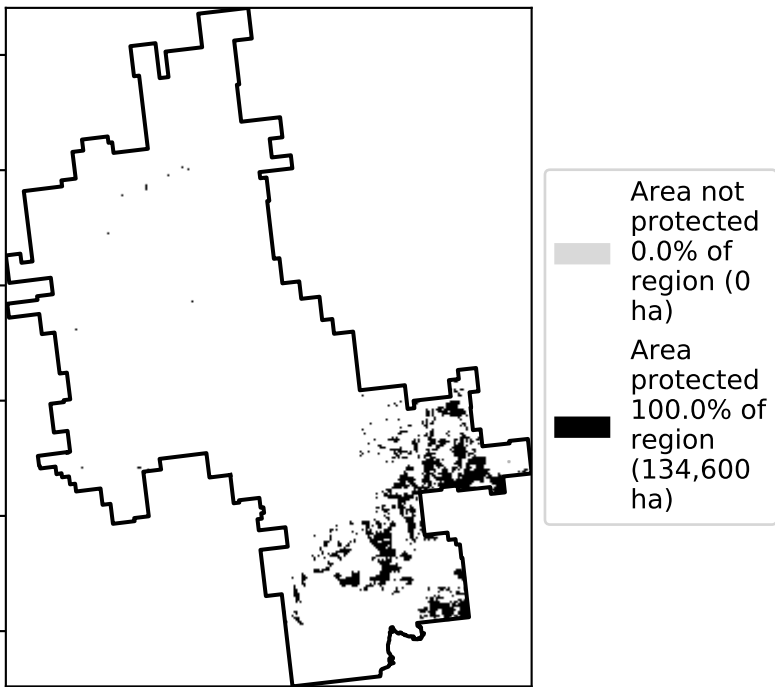 Area not
protected
0.0% of
region (0
ha)
Area
protected
100.0% of
region
(134,600
ha)